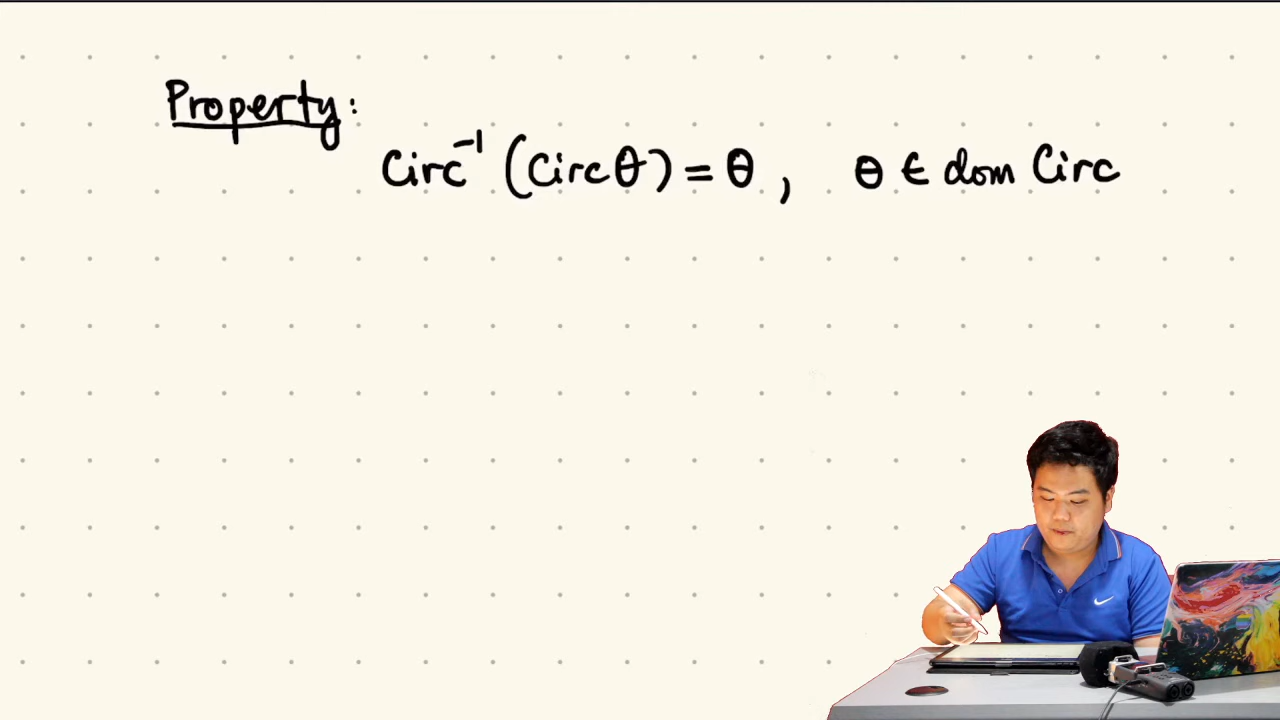 Property:
Circ⁻¹ (Circ θ) = θ, θ ∈ dom Circ